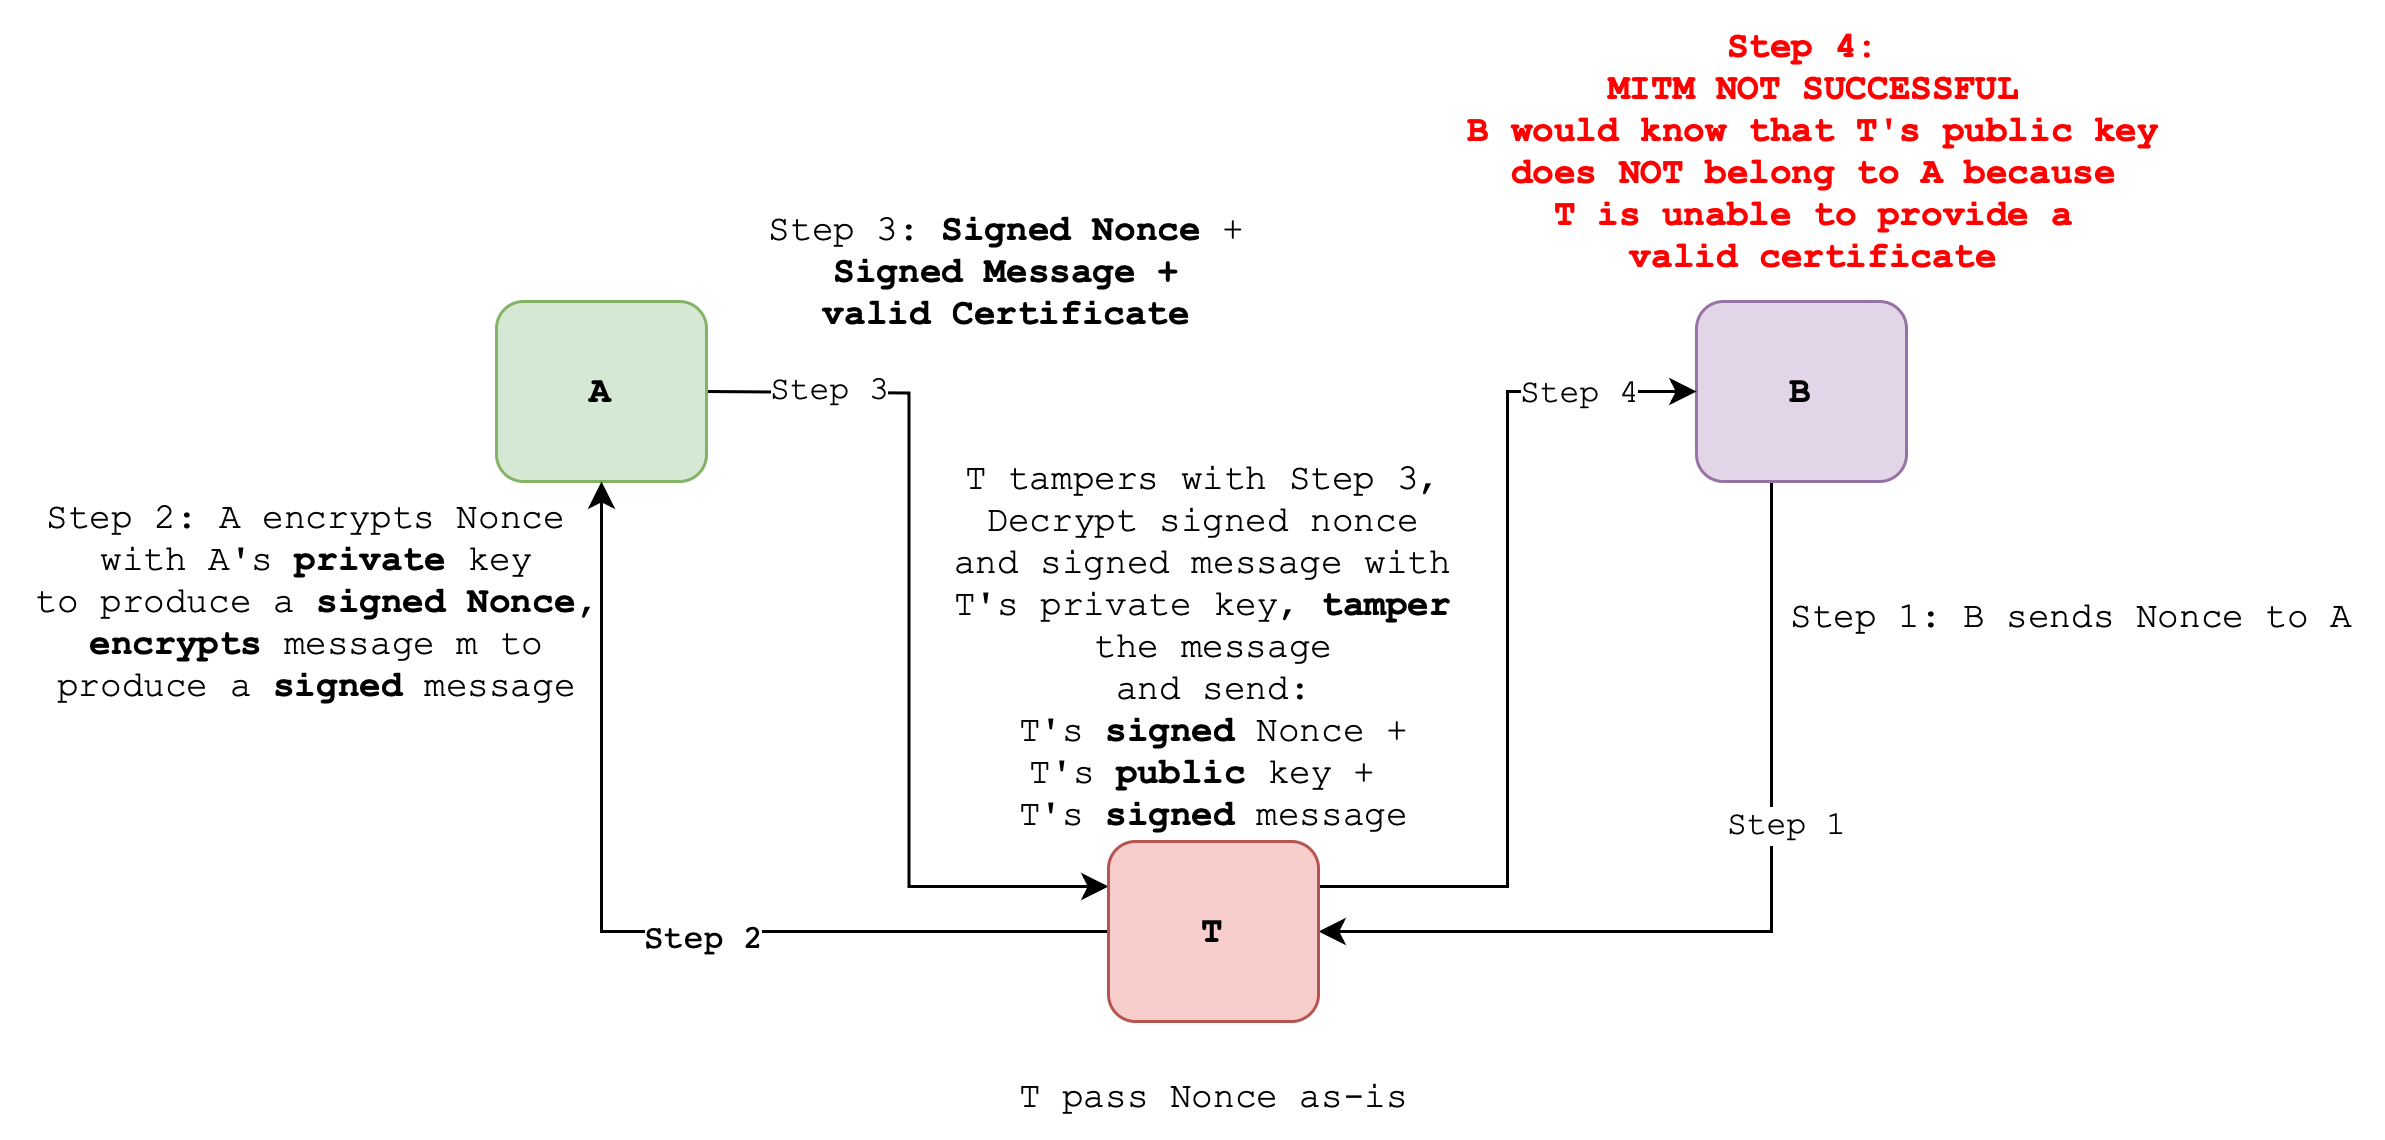 Step 4:
MITM NOT SUCCESSFUL
B would know that T's public key
does NOT belong to A because
T is unable to provide a
valid certificate
Step 3: Signed Nonce +
Signed Message +
valid Certificate
A
Step 3
Step 4
B
Step 2: A encrypts Nonce
with A's private key
to produce a signed Nonce,
encrypts message m to
produce a signed message
T tampers with Step 3,
Decrypt signed nonce
and signed message with
T's private key, tamper
the message
and send:
T's signed Nonce +
T's public key +
T's signed message
Step 1: B sends Nonce to A
Step 1
Step 2
T
T pass Nonce as-is